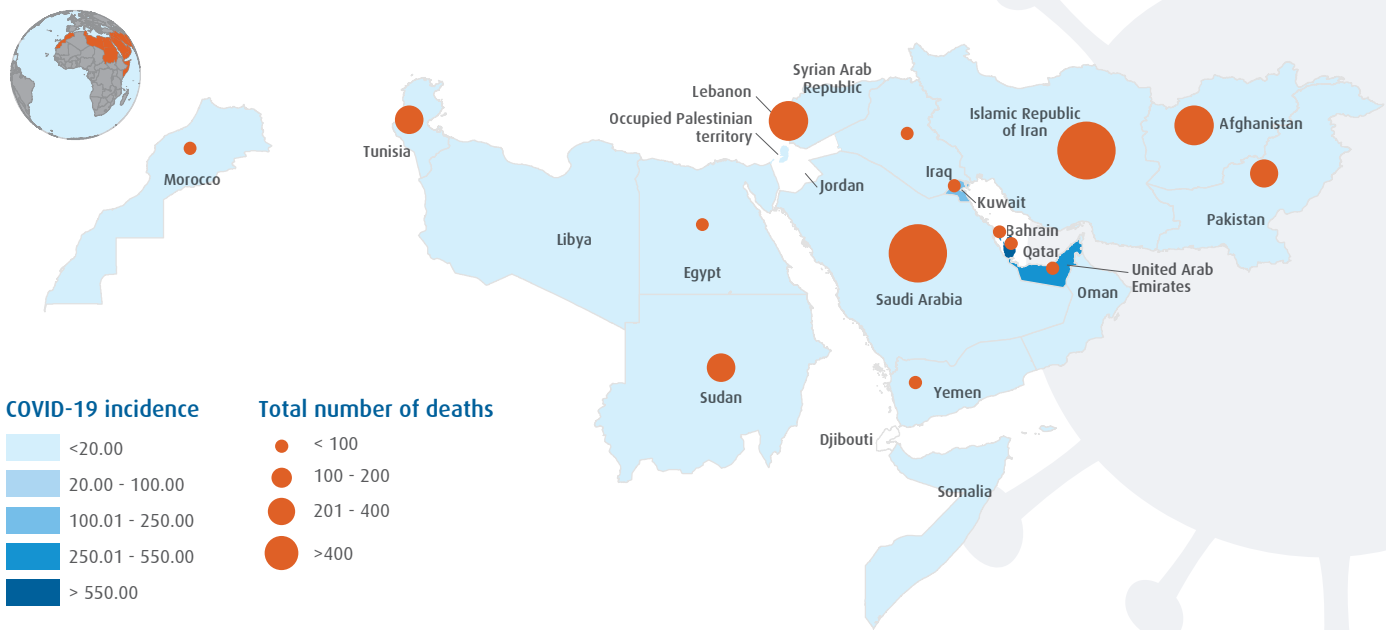 Syrian Arab
Republic
Lebanon
Occupied Palestinian
territory
Islamic Republic
of Iran
Afghanistan
Tunisia
Morocco
Jordan
Iraq
Kuwait
Pakistan
Libya
Bahrain
Qatar
Egypt
United Arab
Emirates
Saudi Arabia
Oman
Sudan
Yemen
Djibouti
Somalia
COVID-19 incidence
<20.00
20.00 - 100.00
100.01 - 250.00
250.01 - 550.00
> 550.00
Total number of deaths
< 100
100 - 200
201 - 400
>400